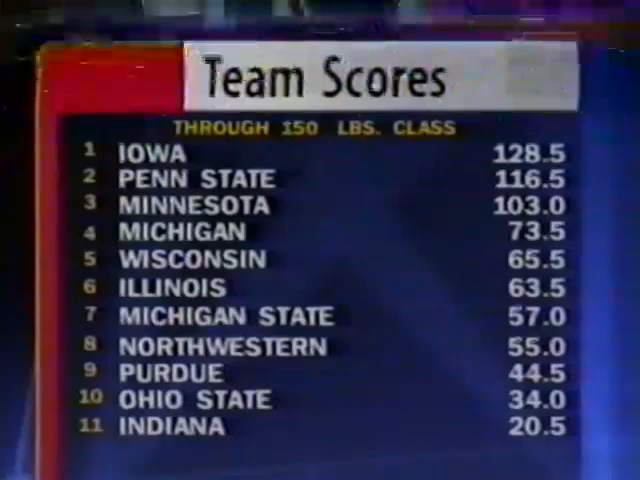 Team Scores
THROUGH 150 LBS. CLASS
1 IOWA 128.5
2 PENN STATE 116.5
3 MINNESOTA 103.0
4 MICHIGAN 73.5
5 WISCONSIN 65.5
6 ILLINOIS 63.5
7 MICHIGAN STATE 57.0
8 NORTHWESTERN 55.0
9 PURDUE 44.5
10 OHIO STATE 34.0
11 INDIANA 20.5